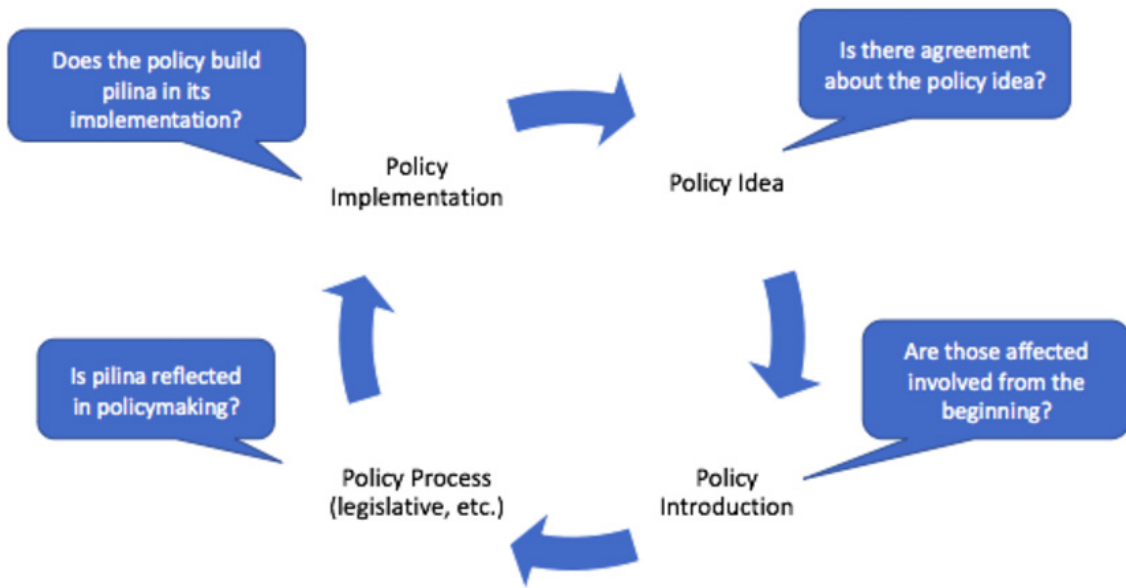 Does the policy build
pilina in its
implementation?
Is there agreement
about the policy idea?
Policy
Implementation
Policy Idea
Is pilina reflected
in policymaking?
Are those affected
involved from the
beginning?
Policy Process
(legislative, etc.)
Policy
Introduction